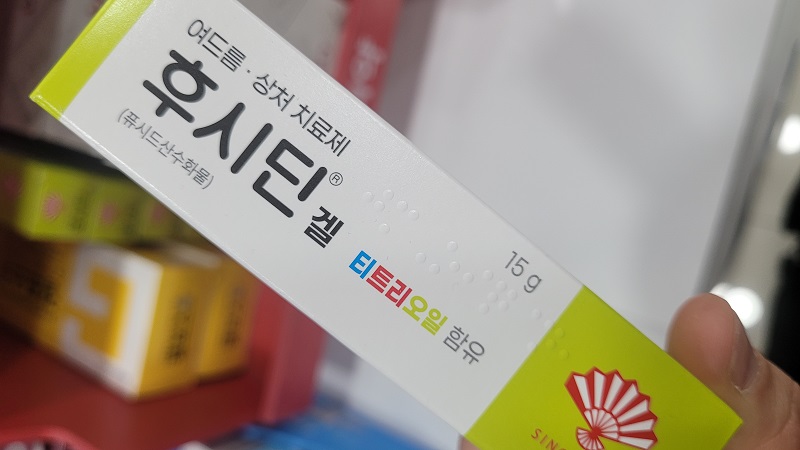 여드름 · 상처 치료제
후시딘® 겔
(퓨시드산수화물)
티트리오일 함유
15 g